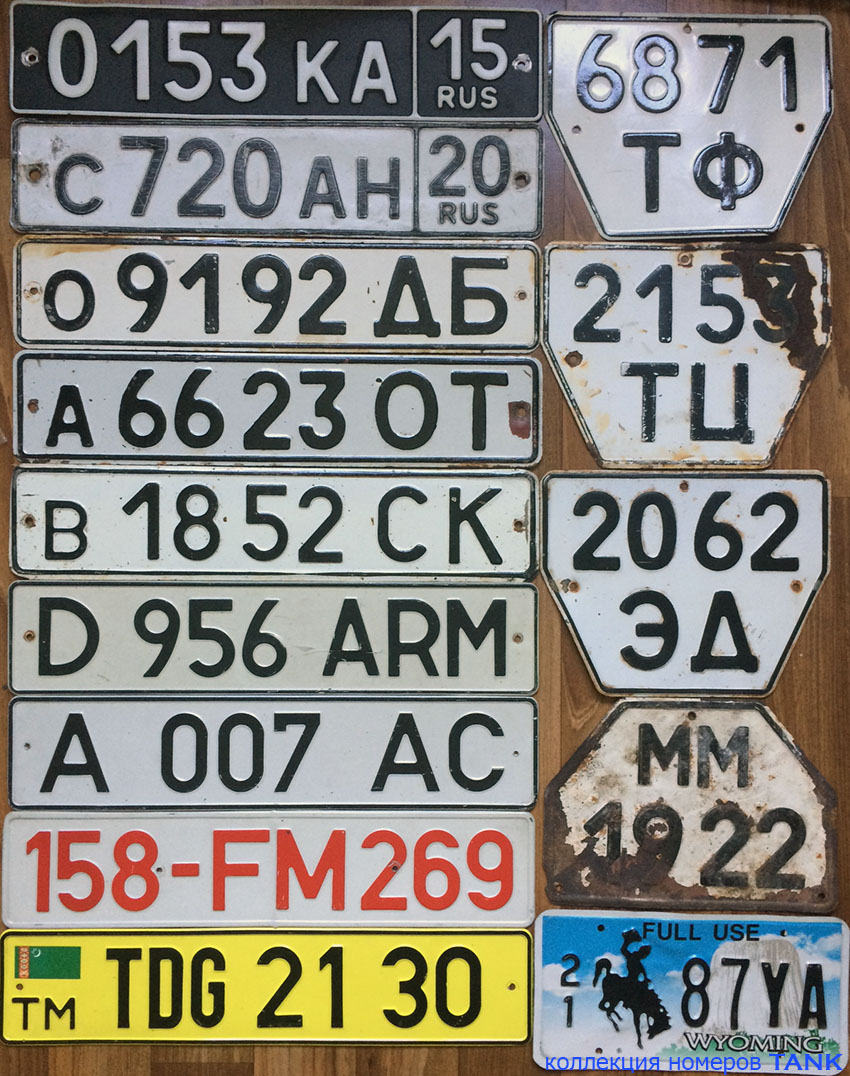 0153 КА 15 RUS
с 720 АН 20 RUS
О 9192 ДБ
А 6623 ОТ
В 1852 СК
D 956 ARM
А 007 АС
158-FM269
TM TDG 21 30
6871
ТФ
2153
ТЦ
2062
ЭД
ММ
1922
FULL USE
21 87YA
WYOMING
коллекция номеров TANK